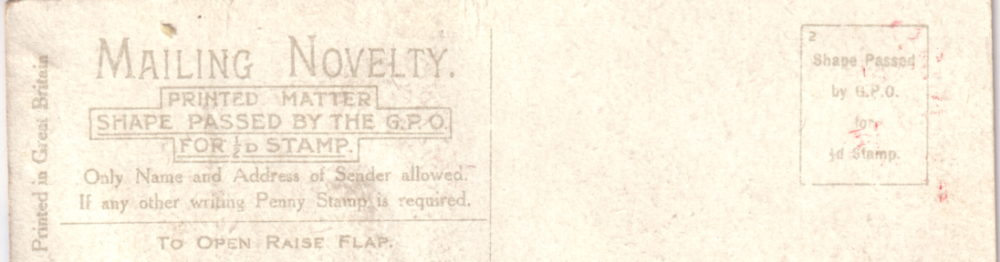 Printed in Great Britain
MAILING NOVELTY.
PRINTED MATTER
SHAPE PASSED BY THE G.P.O.
FOR ½D STAMP.
Only Name and Address of Sender allowed.
If any other writing Penny Stamp is required.
TO OPEN RAISE FLAP.
2
Shape Passed
by G.P.O.
for
½d Stamp.